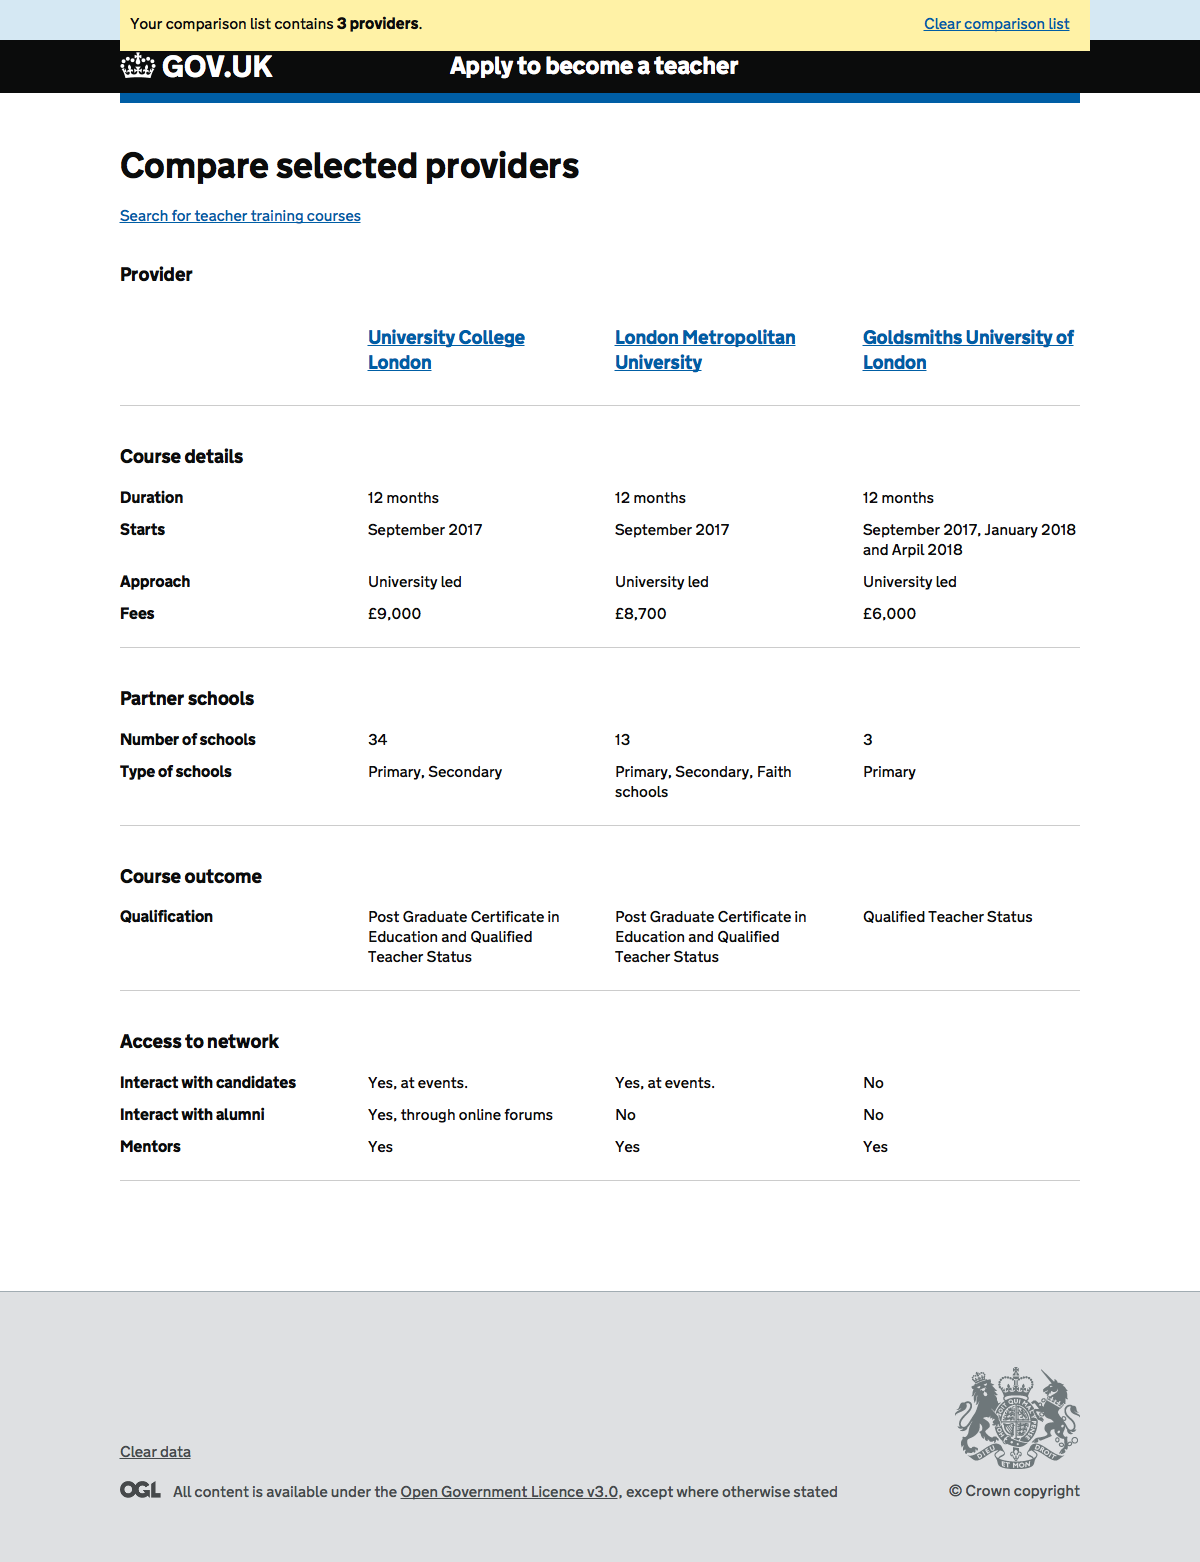 Your comparison list contains 3 providers. Clear comparison list
GOV.UK Apply to become a teacher
Compare selected providers
Search for teacher training courses
Provider
University College London London Metropolitan University Goldsmiths University of London
Course details
Duration 12 months 12 months 12 months
Starts September 2017 September 2017 September 2017, January 2018
and Arpil 2018
Approach University led University led University led
Fees £9,000 £8,700 £6,000
Partner schools
Number of schools 34 13 3
Type of schools Primary, Secondary Primary, Secondary, Faith schools Primary
Course outcome
Qualification Post Graduate Certificate in Education and Qualified Teacher Status Post Graduate Certificate in Education and Qualified Teacher Status Qualified Teacher Status
Access to network
Interact with candidates Yes, at events. Yes, at events. No
Interact with alumni Yes, through online forums No No
Mentors Yes Yes Yes
Clear data
OGL All content is available under the Open Government Licence v3.0, except where otherwise stated
DIEU ET MON DROIT
© Crown copyright